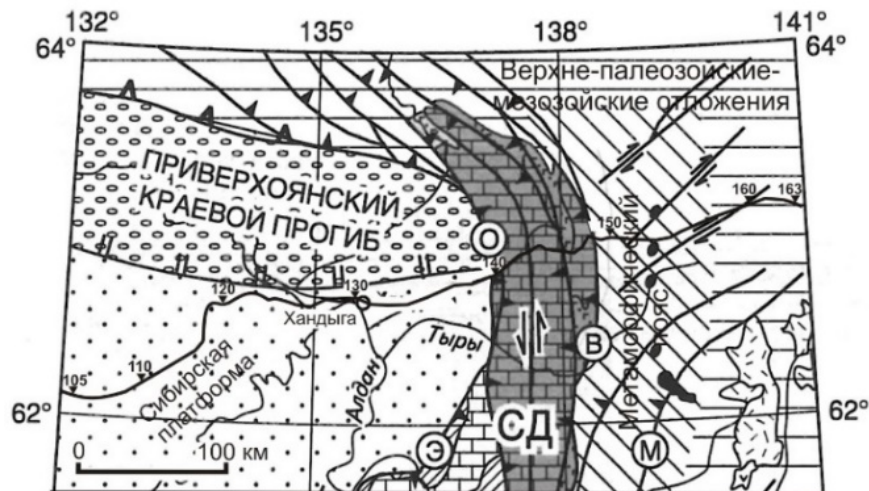 132°
135°
138°
141°
64°
64°
Верхне-палеозойские-
мезозойские отложения
ПРИВЕРХОЯНСКИЙ
КРАЕВОЙ ПРОГИБ
Метаморфический
пояс
160
163
150
О
140
130
120
Хандыга
110
105
Сибирская
платформа
Алдан
Тыры
В
62°
62°
СД
Э
М
0
100 км